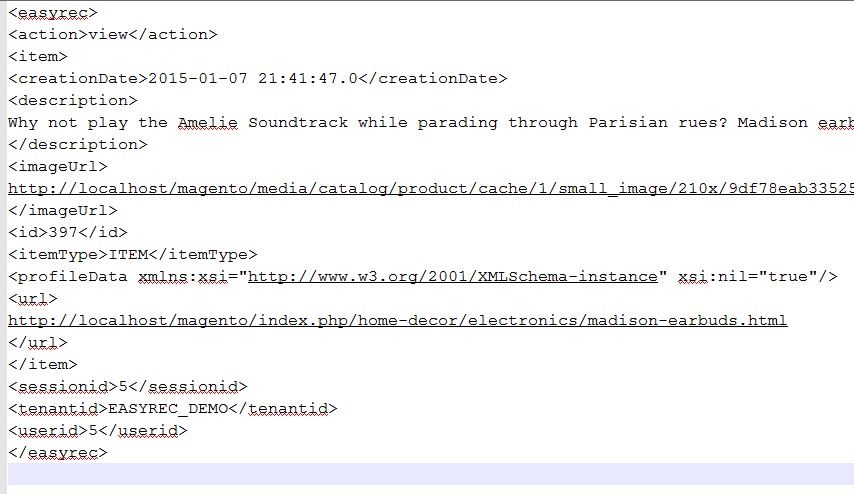 <easyrec>
<action>view</action>
<item>
<creationDate>2015-01-07 21:41:47.0</creationDate>
<description>
Why not play the Amelie Soundtrack while parading through Parisian rues? Madison earb
</description>
<imageUrl>
http://localhost/magento/media/catalog/product/cache/1/small_image/210x/9df78eab33525
</imageUrl>
<id>397</id>
<itemType>ITEM</itemType>
<profileData xmlns:xsi="http://www.w3.org/2001/XMLSchema-instance" xsi:nil="true"/>
<url>
http://localhost/magento/index.php/home-decor/electronics/madison-earbuds.html
</url>
</item>
<sessionid>5</sessionid>
<tenantid>EASYREC_DEMO</tenantid>
<userid>5</userid>
</easyrec>